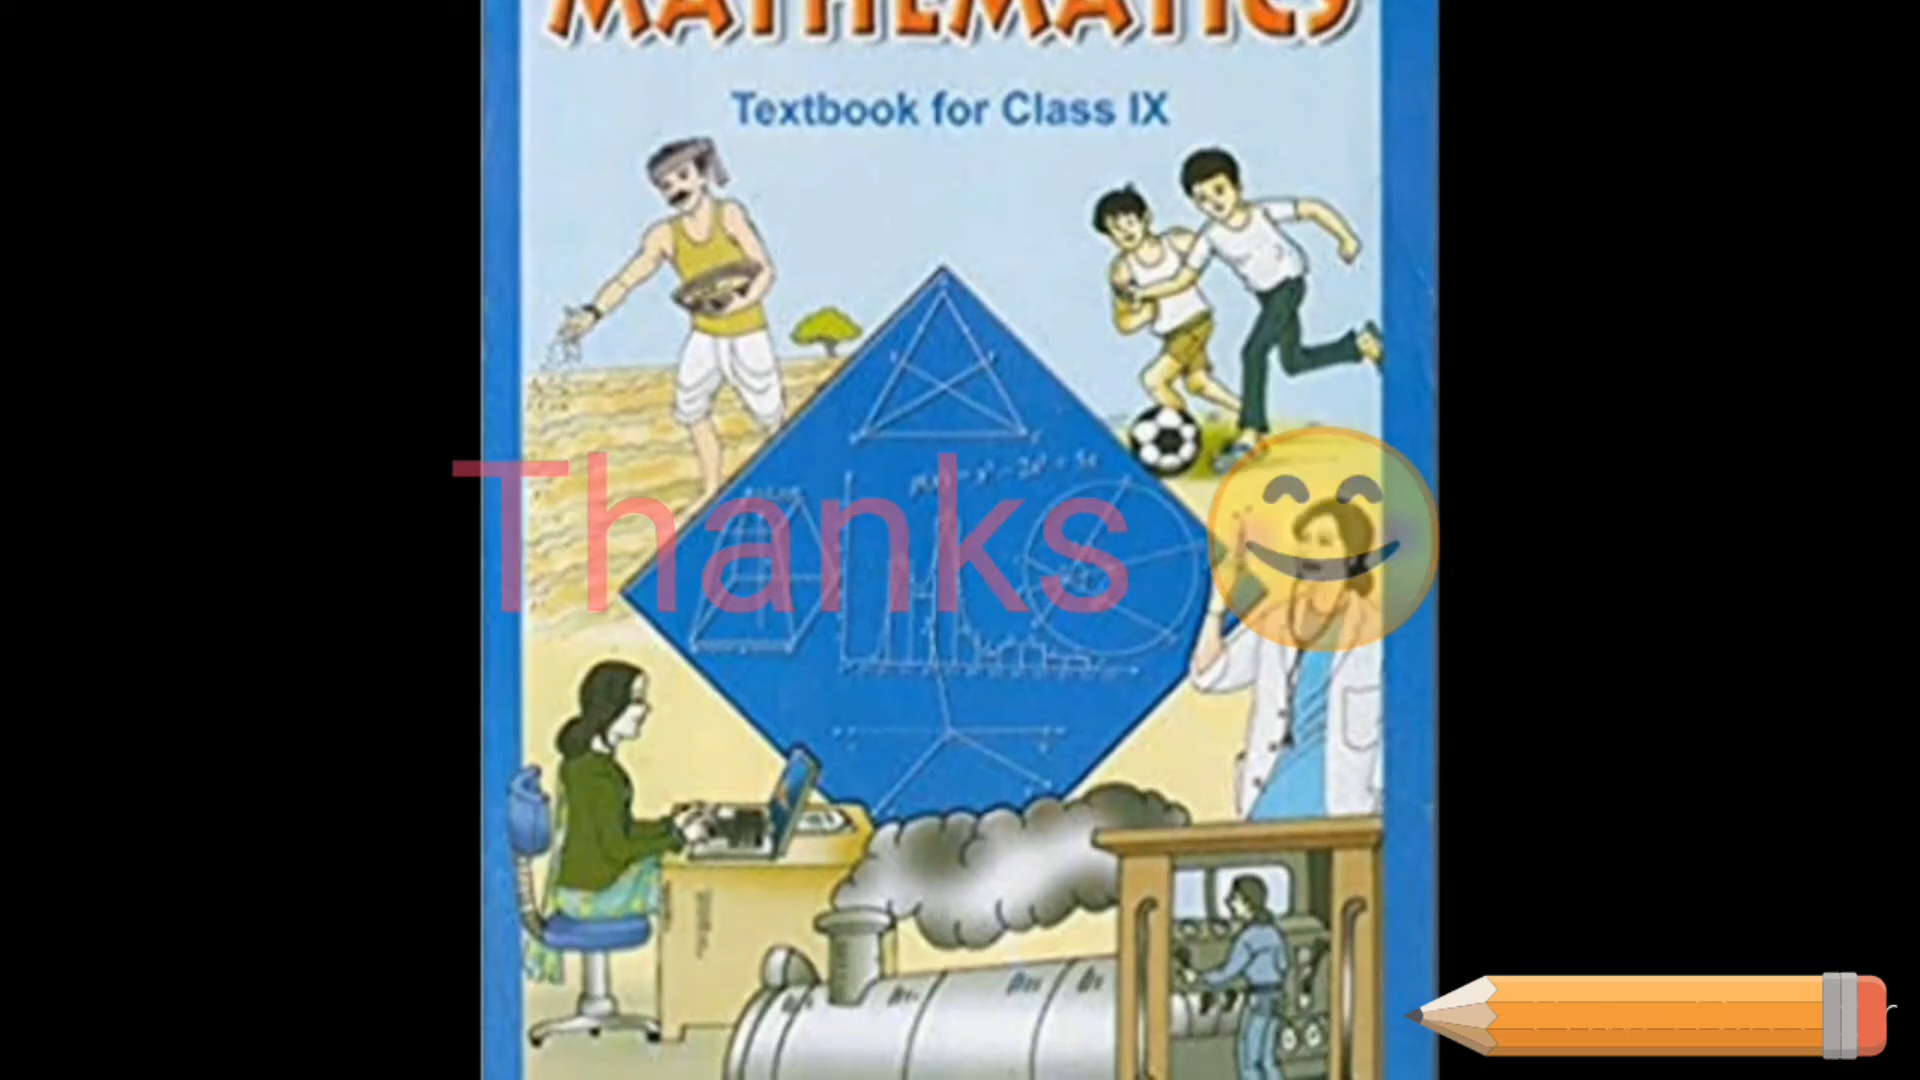 MATHEMATICS
Textbook for Class IX
Thanks 😊